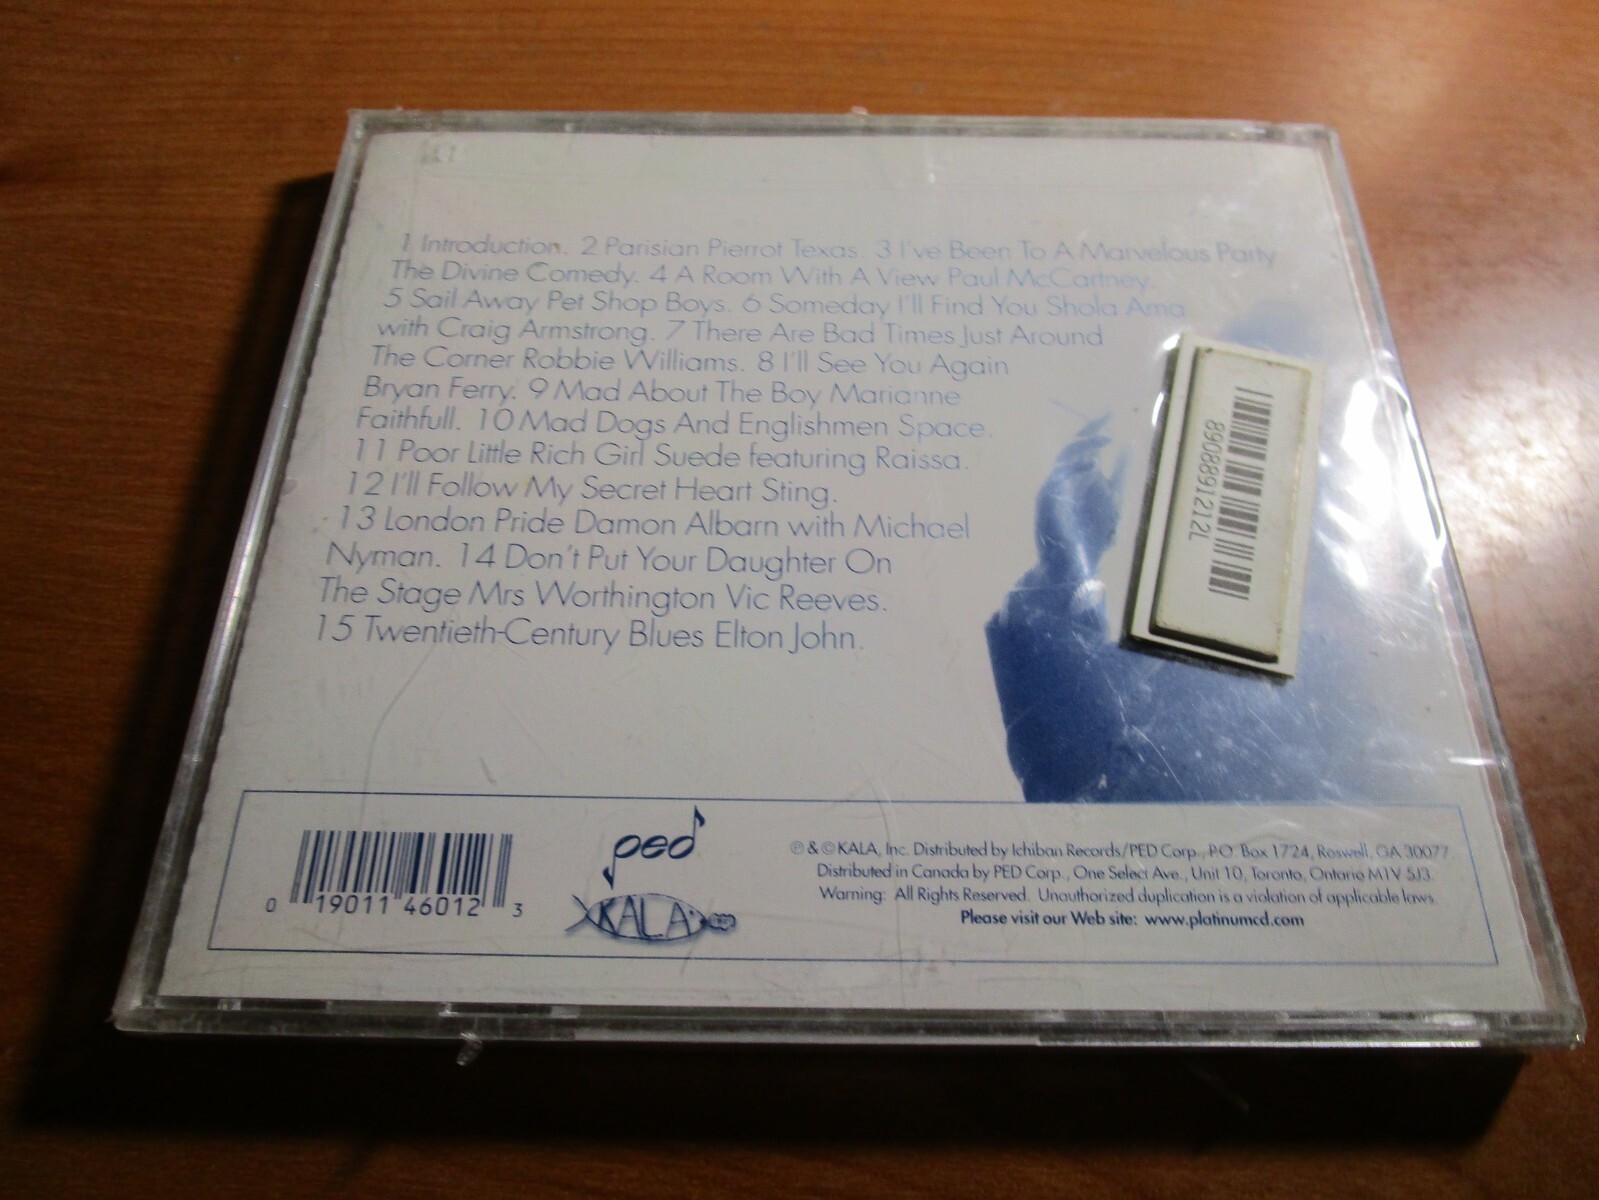 1 Introduction. 2 Parisian Pierrot Texas. 3 I've Been To A Marvelous Party
The Divine Comedy. 4 A Room With A View Paul McCartney.
5 Sail Away Pet Shop Boys. 6 Someday I'll Find You Shola Ama
with Craig Armstrong. 7 There Are Bad Times Just Around
The Corner Robbie Williams. 8 I'll See You Again
Bryan Ferry. 9 Mad About The Boy Marianne
Faithfull. 10 Mad Dogs And Englishmen Space.
11 Poor Little Rich Girl Suede featuring Raissa.
12 I'll Follow My Secret Heart Sting.
13 London Pride Damon Albarn with Michael
Nyman. 14 Don't Put Your Daughter On
The Stage Mrs Worthington Vic Reeves.
15 Twentieth-Century Blues Elton John.
8908891212L
0 19011 46012 3
ped
KALA
℗ & © KALA, Inc. Distributed by Ichiban Records/PED Corp., P.O. Box 1724, Roswell, GA 30077
Distributed in Canada by PED Corp., One Select Ave., Unit 10, Toronto, Ontario M1V 5J3.
Warning: All Rights Reserved. Unauthorized duplication is a violation of applicable laws.
Please visit our Web site: www.platinumcd.com